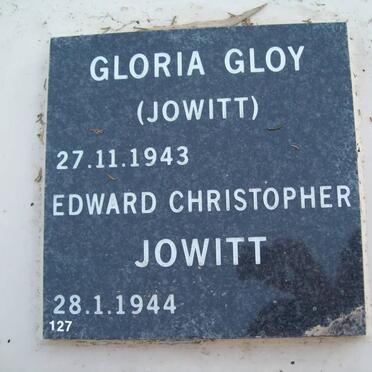 GLORIA GLOY
(JOWITT)
27.11.1943
EDWARD CHRISTOPHER
JOWITT
28.1.1944
127